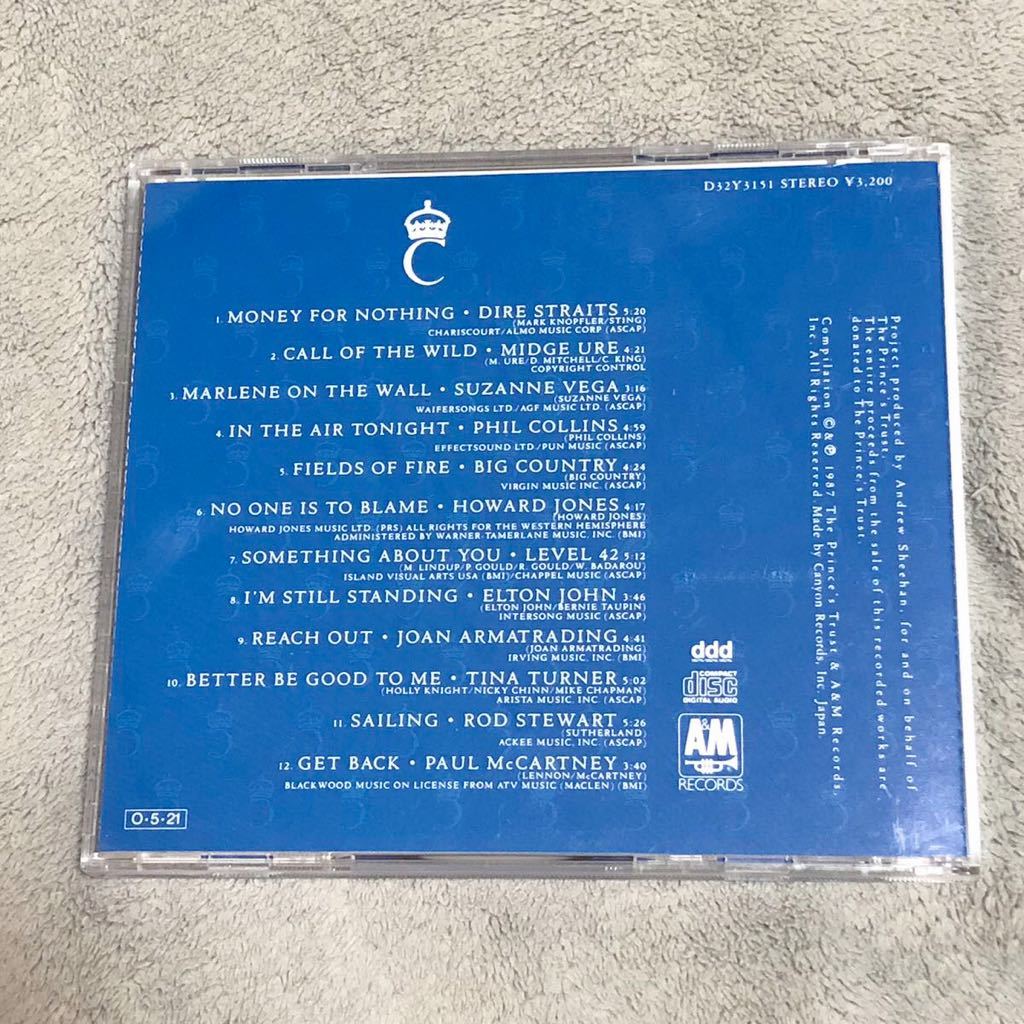 D32Y3151 STEREO ¥3,200
C
1. MONEY FOR NOTHING • DIRE STRAITS 5:20
(MARK KNOPFLER/STING)
CHARISCOURT/ALMO MUSIC CORP (ASCAP)
2. CALL OF THE WILD • MIDGE URE 4:21
(M. URE/D. MITCHELL/C. KING)
COPYRIGHT CONTROL
3. MARLENE ON THE WALL • SUZANNE VEGA 3:16
(SUZANNE VEGA)
WAIFERSONGS LTD./AGF MUSIC LTD. (ASCAP)
4. IN THE AIR TONIGHT • PHIL COLLINS 4:59
(PHIL COLLINS)
EFFECTSOUND LTD/PUN MUSIC (ASCAP)
5. FIELDS OF FIRE • BIG COUNTRY 4:24
(BIG COUNTRY)
VIRGIN MUSIC INC. (ASCAP)
6. NO ONE IS TO BLAME • HOWARD JONES 4:17
(HOWARD JONES)
HOWARD JONES MUSIC LTD. (PRS) ALL RIGHTS FOR THE WESTERN HEMISPHERE
ADMINISTERED BY WARNER-TAMERLANE MUSIC, INC. (BMI)
7. SOMETHING ABOUT YOU • LEVEL 42 5:12
(M. LINDUP/P. GOULD/R. GOULD/W. BADAROU)
ISLAND VISUAL ARTS USA (BMI)/CHAPPEL MUSIC (ASCAP)
8. I'M STILL STANDING • ELTON JOHN 3:46
(ELTON JOHN/BERNIE TAUPIN)
INTERSONG MUSIC (ASCAP)
9. REACH OUT • JOAN ARMATRADING 4:41
(JOAN ARMATRADING)
IRVING MUSIC, INC. (BMI)
10. BETTER BE GOOD TO ME • TINA TURNER 5:02
(HOLLY KNIGHT/NICKY CHINN/MIKE CHAPMAN)
ARISTA MUSIC, INC. (ASCAP)
11. SAILING • ROD STEWART 5:26
(SUTHERLAND)
ACKEE MUSIC, INC. (ASCAP)
12. GET BACK • PAUL McCARTNEY 3:40
(LENNON/McCARTNEY)
BLACKWOOD MUSIC ON LICENSE FROM ATV MUSIC (MACLEN) (BMI)
O•5•21
ddd
DIGITAL DIGITAL DIGITAL
COMPACT
disc
DIGITAL AUDIO
A&M
RECORDS
Project produced by Andrew Sheehan, for and on behalf of
The Prince's Trust.
The entire Proceeds from the sale of this recorded works are
donated to The Prince's Trust.
Compilation ©&℗ 1987 The Prince's Trust & A&M Records,
Inc. All Rights Reserved. Made by Canyon Records, Inc. Japan.